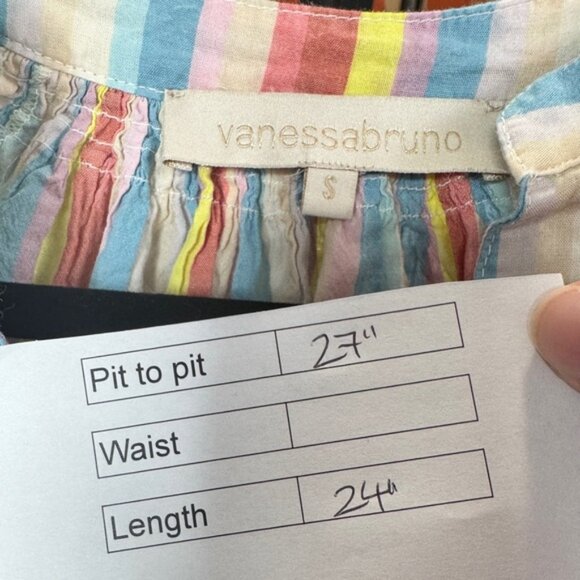 vanessabruno
S
Pit to pit 27"
Waist
Length 24"